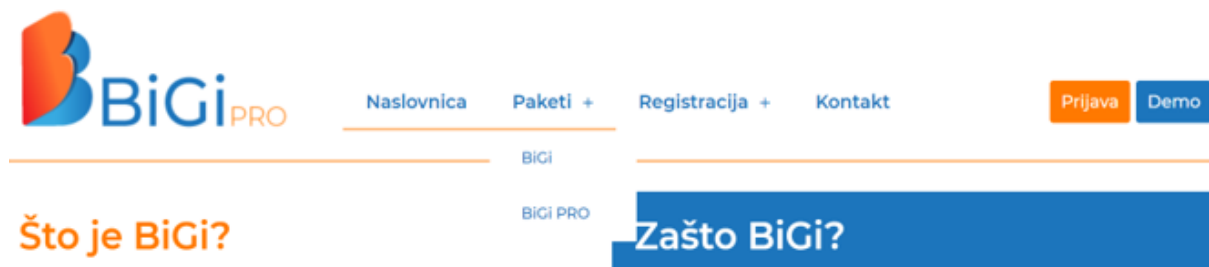 BiGi PRO
Naslovnica Paketi + Registracija + Kontakt Prijava Demo
BiGi
BiGi PRO
Što je BiGi? Zašto BiGi?